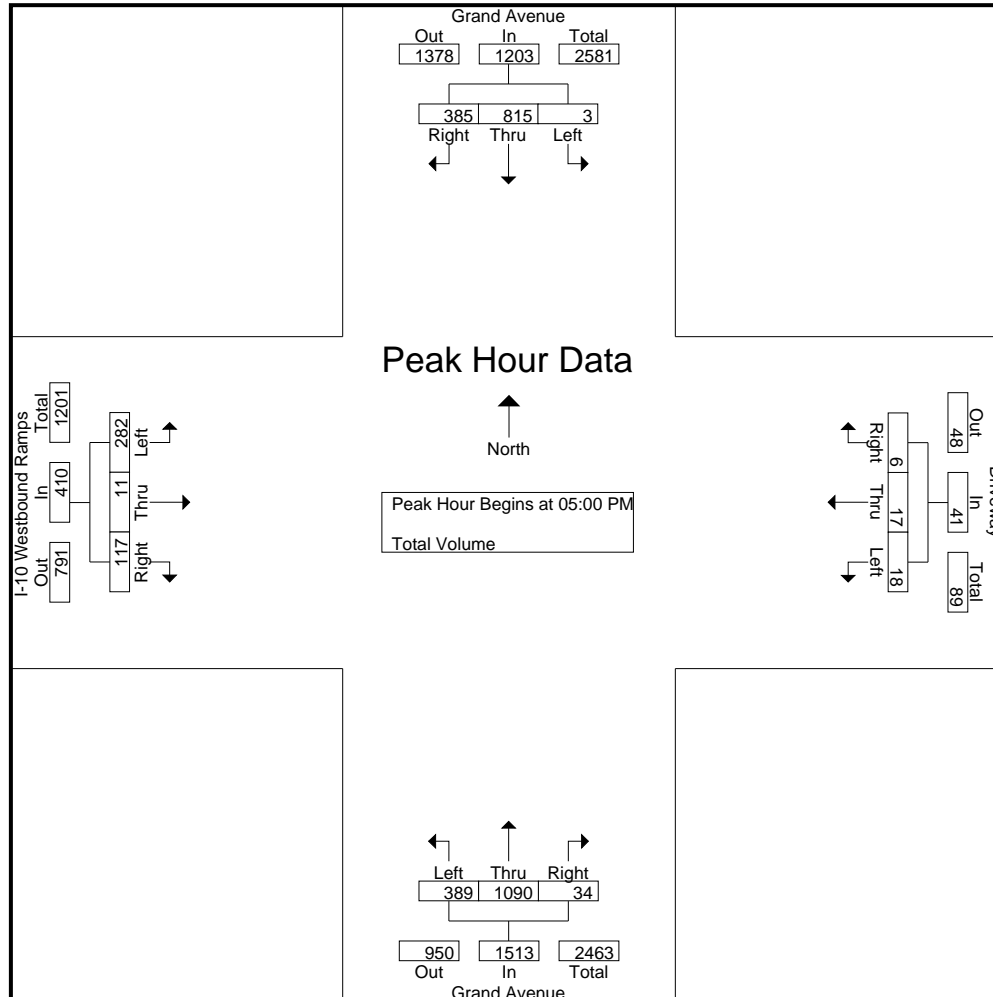 Grand Avenue
Out In Total
1378 1203 2581
385 815 3
Right Thru Left
Peak Hour Data
North
Peak Hour Begins at 05:00 PM
Total Volume
I-10 Westbound Ramps
Total In Out
1201 410 791
282 11 117
Left Thru Right
Out In Total
48 41 89
6 17 18
Right Thru Left
Left Thru Right
389 1090 34
950 1513 2463
Out In Total
Grand Avenue